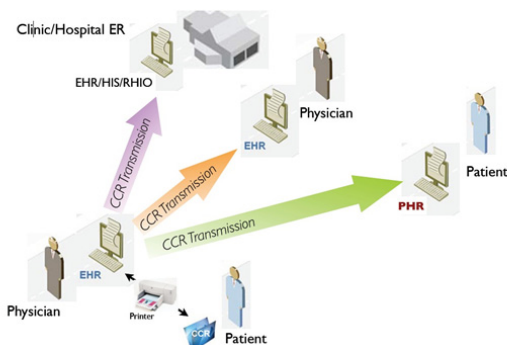 Clinic/Hospital ER
EHR/HIS/RHIO
Physician
EHR
Patient
PHR
CCR Transmission
CCR Transmission
CCR Transmission
EHR
Physician
Printer
CCR
Patient